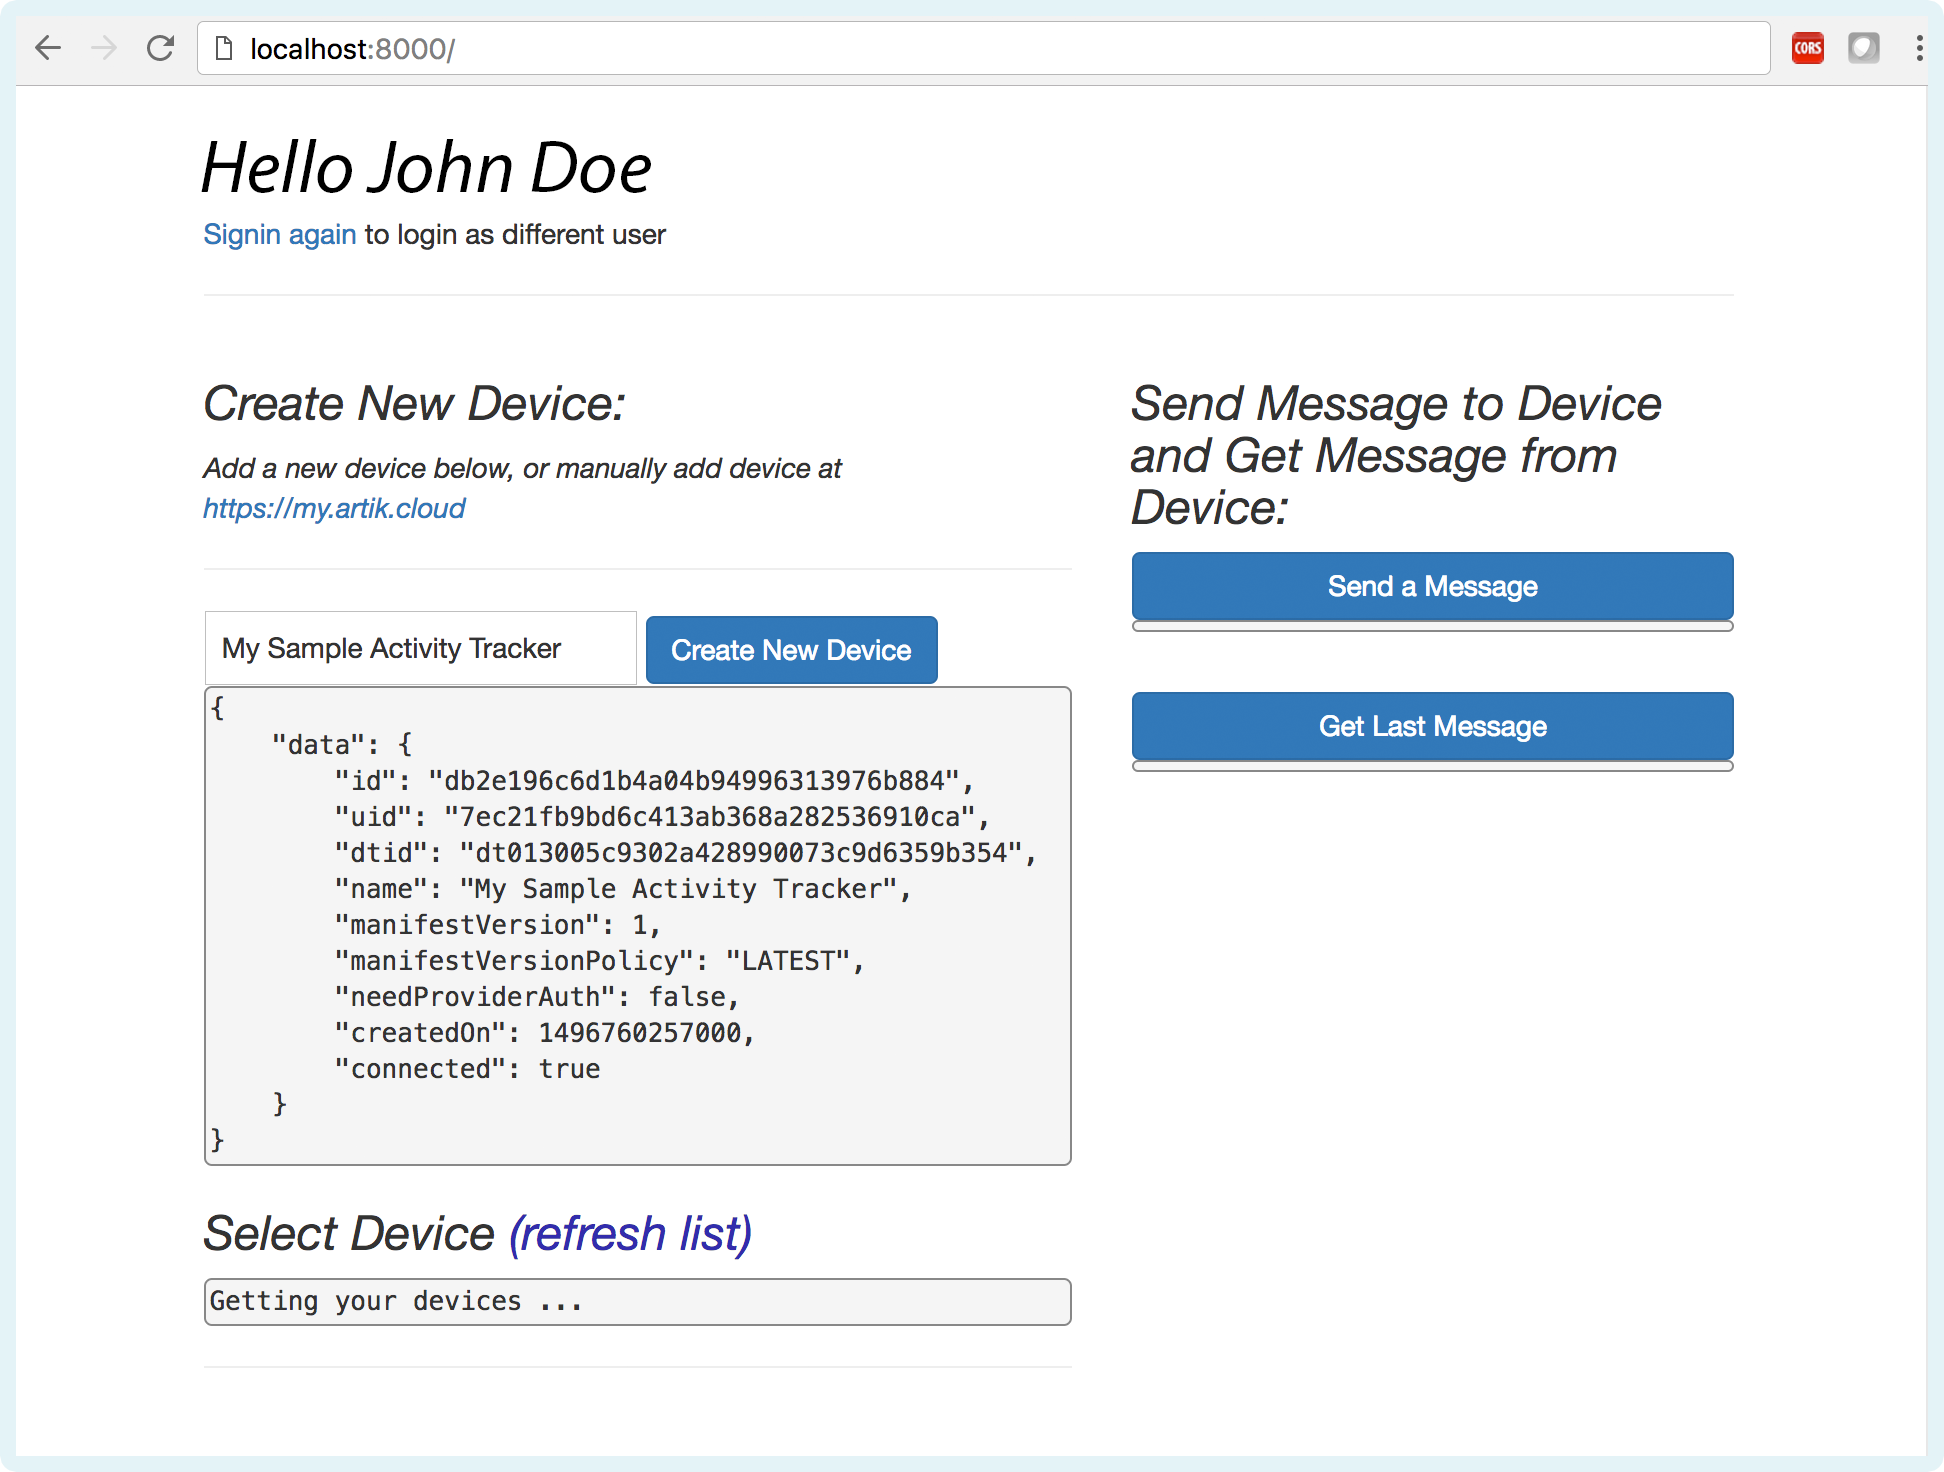 localhost:8000/
CORS
Hello John Doe
Signin again to login as different user
Create New Device:
Add a new device below, or manually add device at
https://my.artik.cloud
My Sample Activity Tracker
Create New Device
{
    "data": {
        "id": "db2e196c6d1b4a04b94996313976b884",
        "uid": "7ec21fb9bd6c413ab368a282536910ca",
        "dtid": "dt013005c9302a428990073c9d6359b354",
        "name": "My Sample Activity Tracker",
        "manifestVersion": 1,
        "manifestVersionPolicy": "LATEST",
        "needProviderAuth": false,
        "createdOn": 1496760257000,
        "connected": true
    }
}
Select Device (refresh list)
Getting your devices ...
Send Message to Device
and Get Message from
Device:
Send a Message
Get Last Message